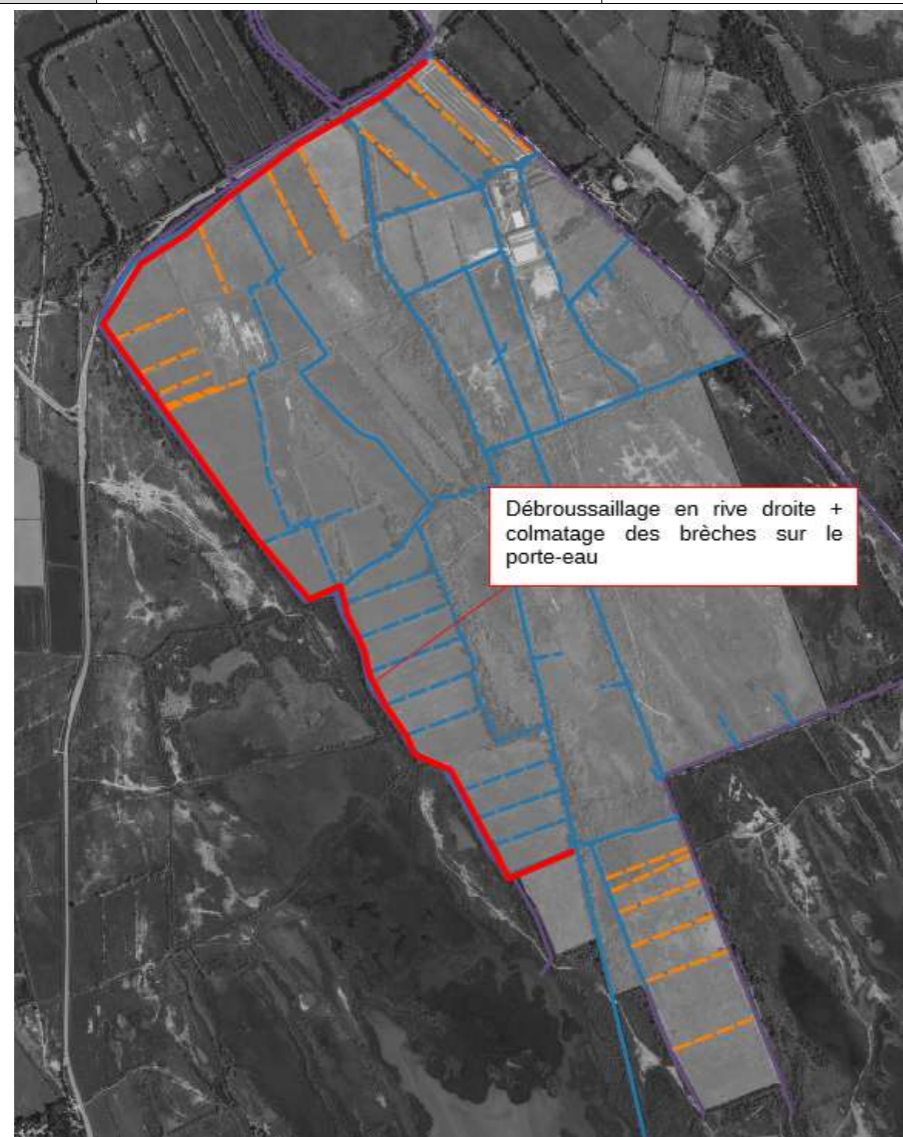 Débroussaillage en rive droite +
colmatage des brèches sur le
porte-eau